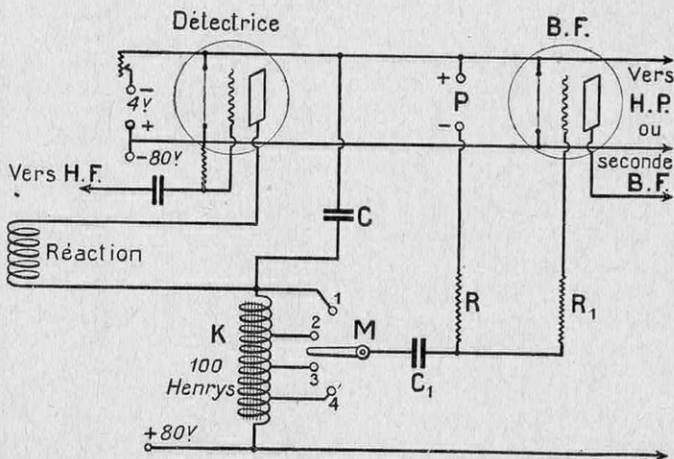 Détectrice
B.F.
4V
−
+
−80V
+
P
−
Vers
H.P.
ou
seconde
B.F.
Vers H.F.
C
Réaction
1
K
2
M
R
R1
100
Henrys
3
C1
4
+80V